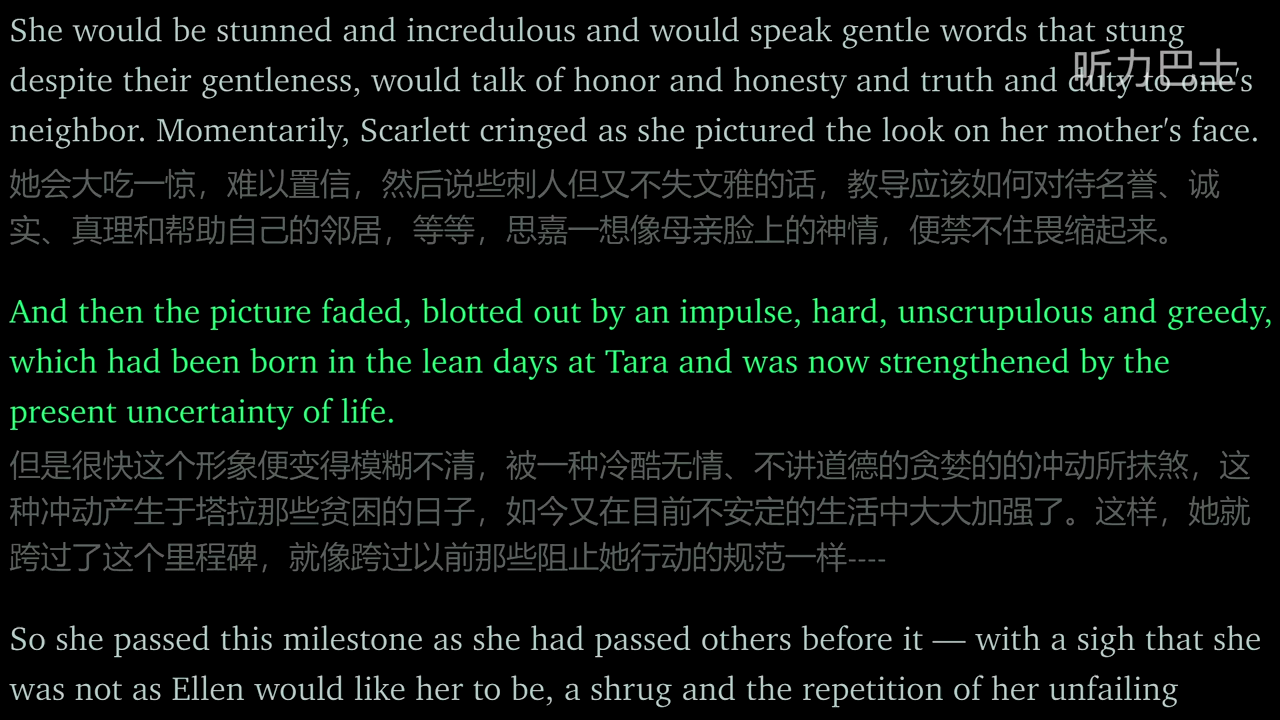 She would be stunned and incredulous and would speak gentle words that stung
听力巴士
despite their gentleness, would talk of honor and honesty and truth and duty to one's
neighbor. Momentarily, Scarlett cringed as she pictured the look on her mother's face.
她会大吃一惊，难以置信，然后说些刺人但又不失文雅的话，教导应该如何对待名誉、诚
实、真理和帮助自己的邻居，等等，思嘉一想像母亲脸上的神情，便禁不住畏缩起来。
And then the picture faded, blotted out by an impulse, hard, unscrupulous and greedy,
which had been born in the lean days at Tara and was now strengthened by the
present uncertainty of life.
但是很快这个形象便变得模糊不清，被一种冷酷无情、不讲道德的贪婪的的冲动所抹煞，这
种冲动产生于塔拉那些贫困的日子，如今又在目前不安定的生活中大大加强了。这样，她就
跨过了这个里程碑，就像跨过以前那些阻止她行动的规范一样----
So she passed this milestone as she had passed others before it — with a sigh that she
was not as Ellen would like her to be, a shrug and the repetition of her unfailing